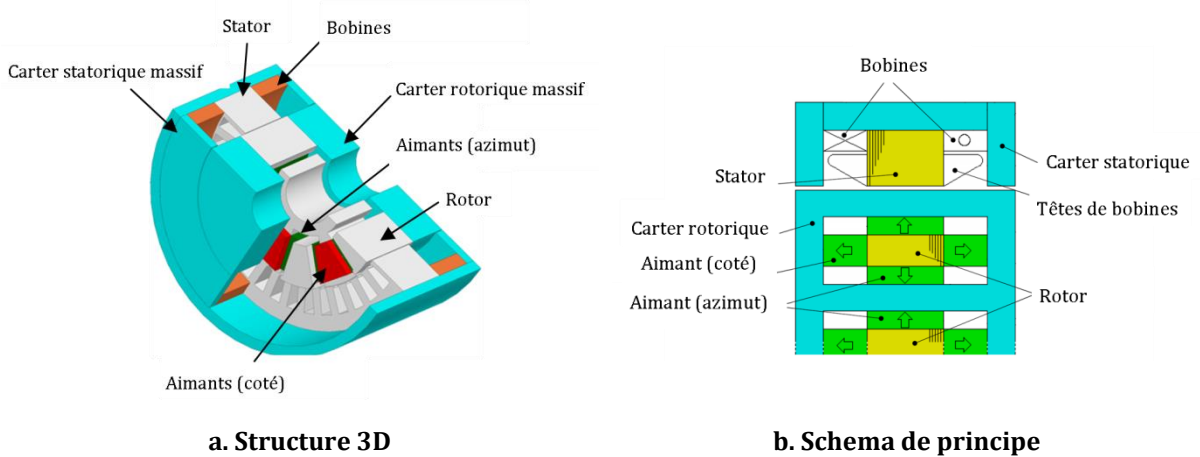 Stator
Bobines
Carter statorique massif
Carter rotorique massif
Aimants (azimut)
Rotor
Aimants (coté)
a. Structure 3D
Bobines
Carter statorique
Stator
Têtes de bobines
Carter rotorique
Aimant (coté)
Aimant (azimut)
Rotor
b. Schema de principe